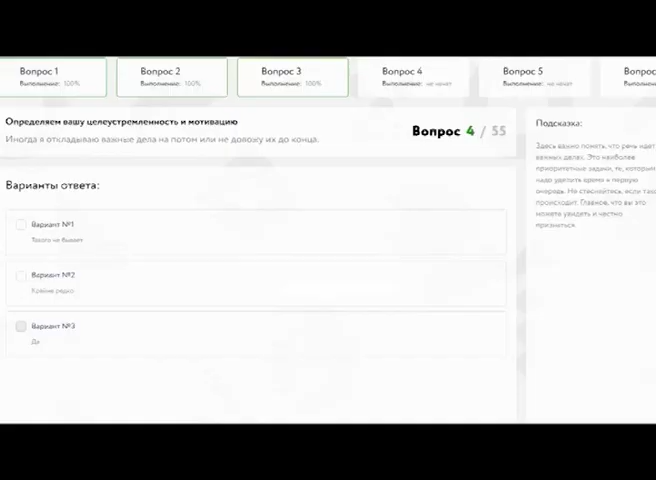 Вопрос 1
Выполнение: 100%
Вопрос 2
Выполнение: 100%
Вопрос 3
Выполнение: 100%
Вопрос 4
Выполнение: не начат
Вопрос 5
Выполнение: не начат
Вопрос
Выполнение
Определяем вашу целеустремленность и мотивацию
Иногда я откладываю важные дела на потом или не довожу их до конца.
Вопрос 4 / 55
Варианты ответа:
Вариант №1
Такого не бывает
Вариант №2
Крайне редко
Вариант №3
Да
Подсказка:
Здесь важно понять, что речь идет
важных делах. Это наиболее
приоритетные задачи, те, которым
надо уделить время в первую
очередь. Не стесняйтесь, если тако
происходит. Главное, что вы это
можете увидеть и честно
признаться.